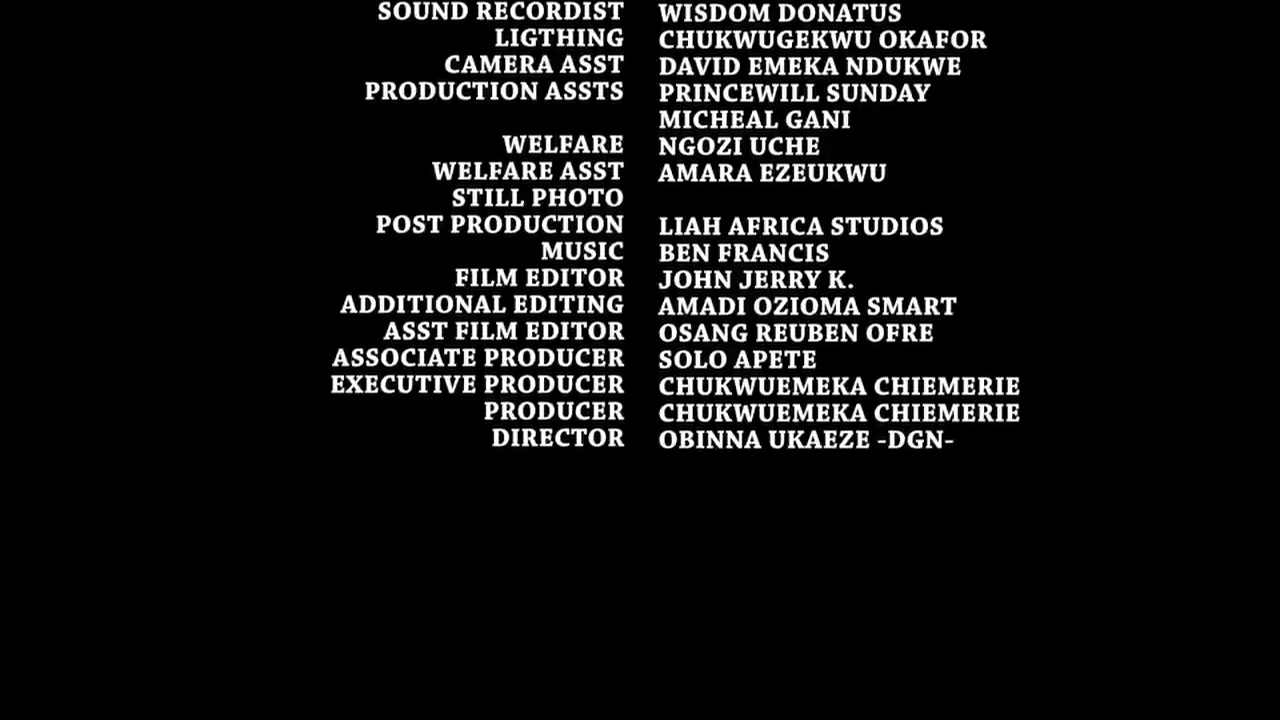 SOUND RECORDIST WISDOM DONATUS
LIGTHING CHUKWUGEKWU OKAFOR
CAMERA ASST DAVID EMEKA NDUKWE
PRODUCTION ASSTS PRINCEWILL SUNDAY
MICHEAL GANI
WELFARE NGOZI UCHE
WELFARE ASST AMARA EZEUKWU
STILL PHOTO
POST PRODUCTION LIAH AFRICA STUDIOS
MUSIC BEN FRANCIS
FILM EDITOR JOHN JERRY K.
ADDITIONAL EDITING AMADI OZIOMA SMART
ASST FILM EDITOR OSANG REUBEN OFRE
ASSOCIATE PRODUCER SOLO APETE
EXECUTIVE PRODUCER CHUKWUEMEKA CHIEMERIE
PRODUCER CHUKWUEMEKA CHIEMERIE
DIRECTOR OBINNA UKAEZE -DGN-